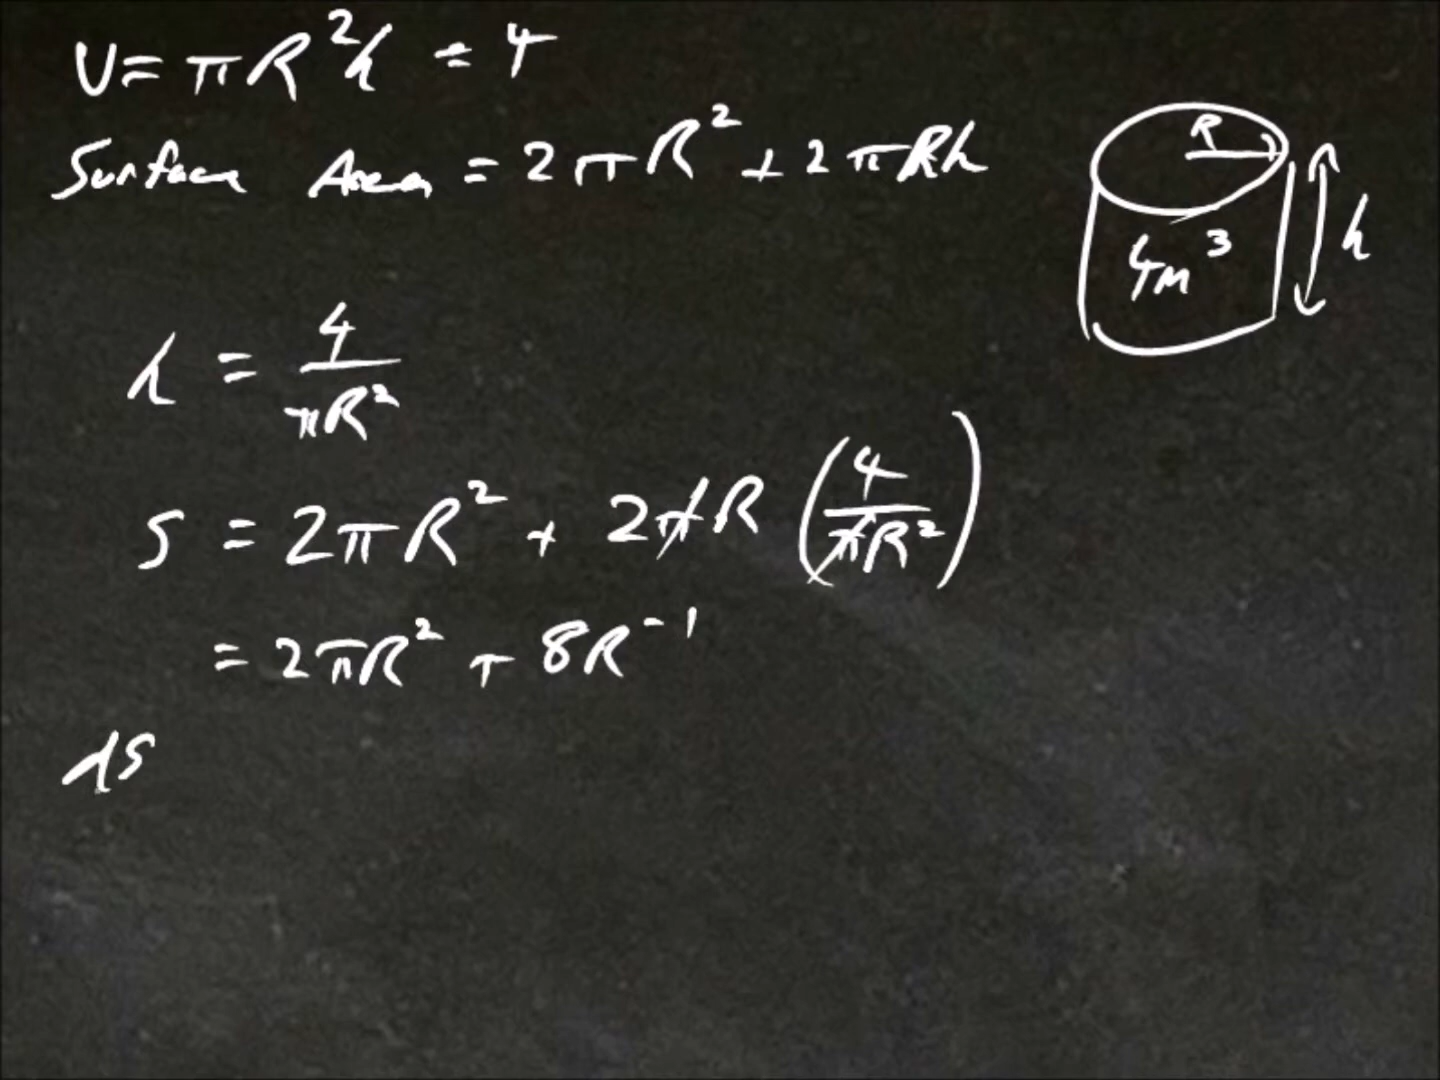 V = πR²h = 4
Surface Area = 2πR² + 2πRh
R
4m³
h
h = 4/πR²
S = 2πR² + 2πR (4/πR²)
= 2πR² + 8R⁻¹
dS